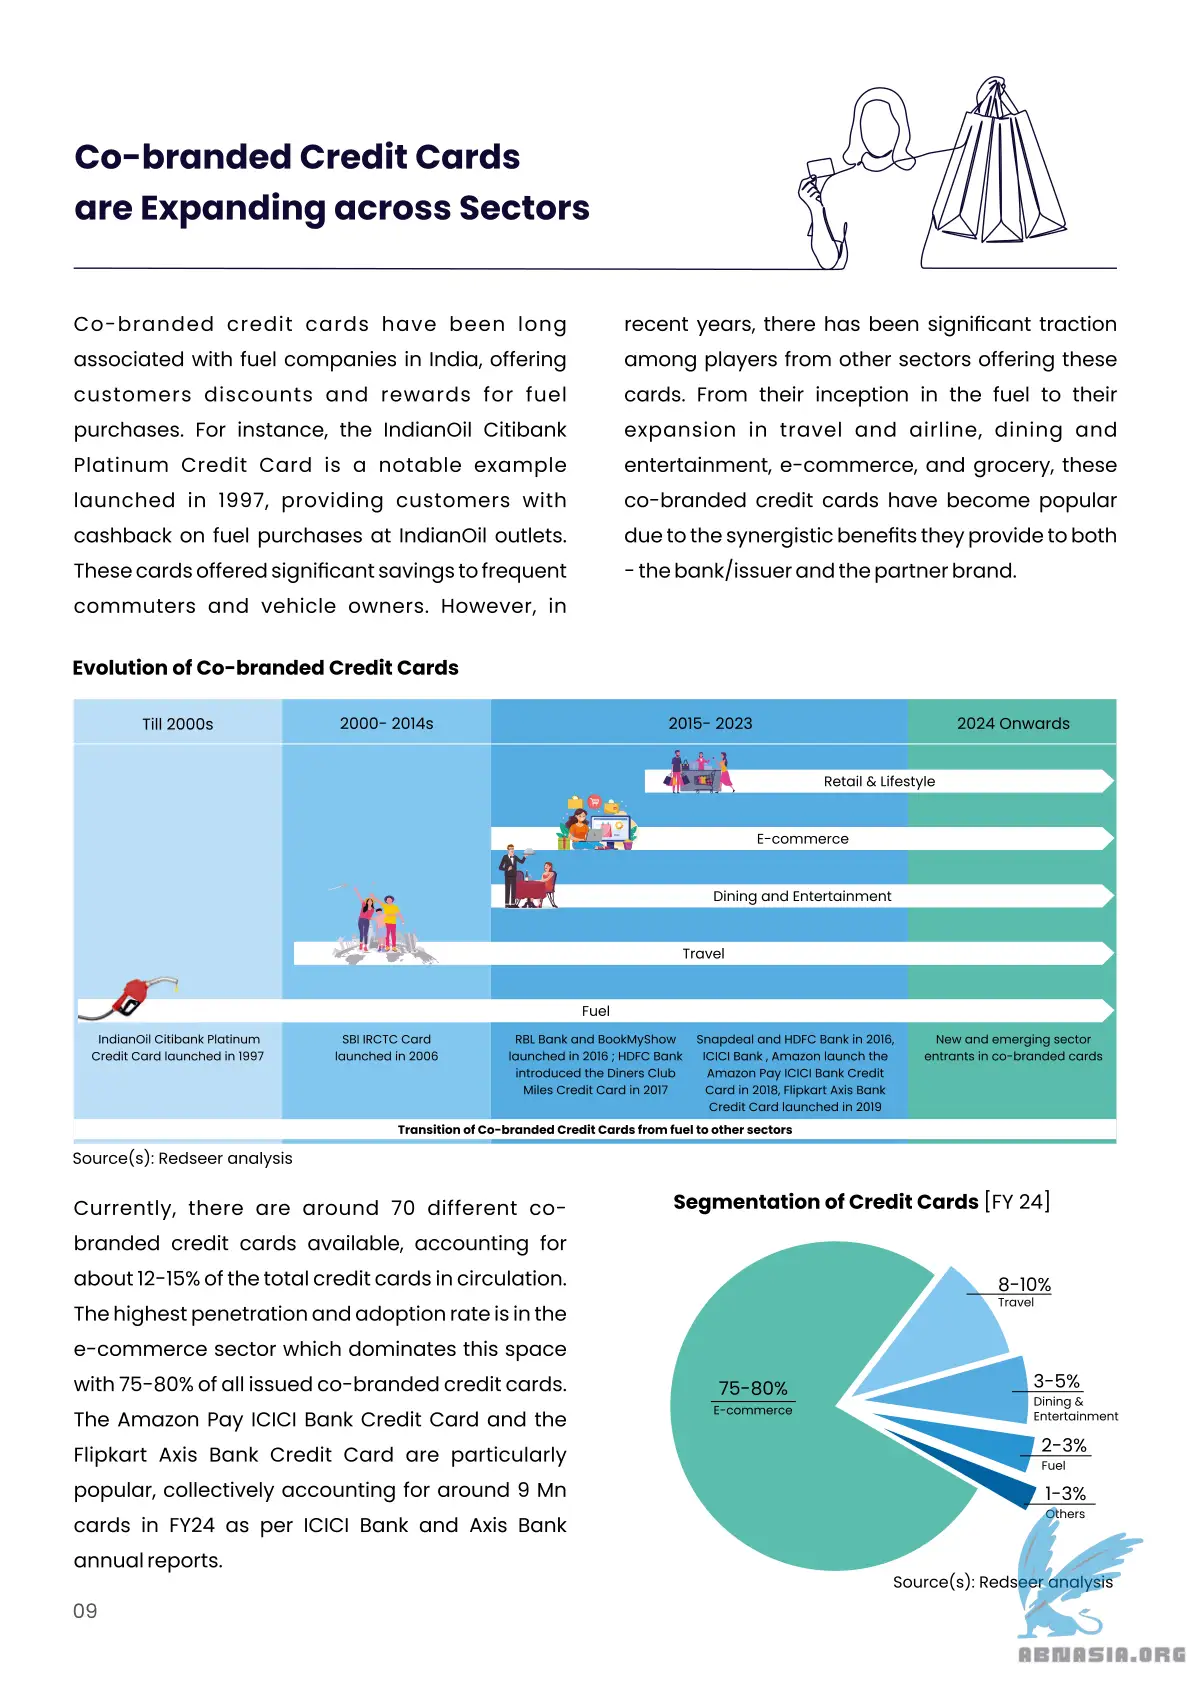 Co-branded Credit Cards
are Expanding across Sectors
Co-branded credit cards have been long
associated with fuel companies in India, offering
customers discounts and rewards for fuel
purchases. For instance, the IndianOil Citibank
Platinum Credit Card is a notable example
launched in 1997, providing customers with
cashback on fuel purchases at IndianOil outlets.
These cards offered significant savings to frequent
commuters and vehicle owners. However, in
recent years, there has been significant traction
among players from other sectors offering these
cards. From their inception in the fuel to their
expansion in travel and airline, dining and
entertainment, e-commerce, and grocery, these
co-branded credit cards have become popular
due to the synergistic benefits they provide to both
- the bank/issuer and the partner brand.
Evolution of Co-branded Credit Cards
Till 2000s
2000- 2014s
2015- 2023
2024 Onwards
Retail & Lifestyle
E-commerce
Dining and Entertainment
Travel
Fuel
IndianOil Citibank Platinum
Credit Card launched in 1997
SBI IRCTC Card
launched in 2006
RBL Bank and BookMyShow
launched in 2016 ; HDFC Bank
introduced the Diners Club
Miles Credit Card in 2017
Snapdeal and HDFC Bank in 2016,
ICICI Bank , Amazon launch the
Amazon Pay ICICI Bank Credit
Card in 2018, Flipkart Axis Bank
Credit Card launched in 2019
New and emerging sector
entrants in co-branded cards
Transition of Co-branded Credit Cards from fuel to other sectors
Source(s): Redseer analysis
Currently, there are around 70 different co-
branded credit cards available, accounting for
about 12-15% of the total credit cards in circulation.
The highest penetration and adoption rate is in the
e-commerce sector which dominates this space
with 75-80% of all issued co-branded credit cards.
The Amazon Pay ICICI Bank Credit Card and the
Flipkart Axis Bank Credit Card are particularly
popular, collectively accounting for around 9 Mn
cards in FY24 as per ICICI Bank and Axis Bank
annual reports.
Segmentation of Credit Cards [FY 24]
8-10%
Travel
75-80%
E-commerce
3-5%
Dining &
Entertainment
2-3%
Fuel
1-3%
Others
Source(s): Redseer analysis
09
ABNASIA.ORG